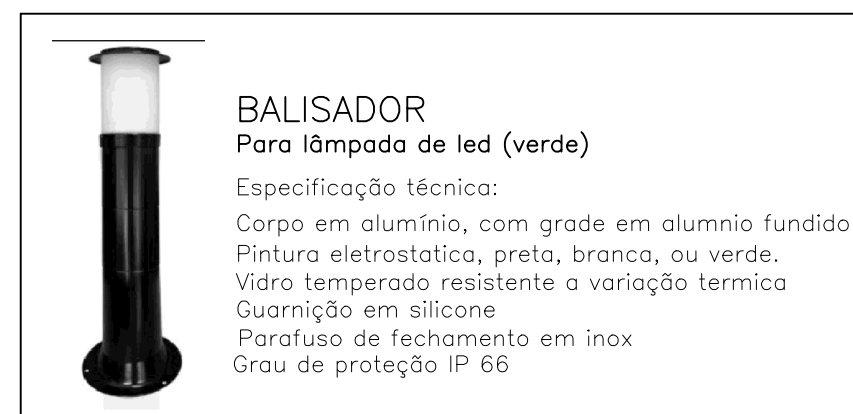 BALISADOR
Para lâmpada de led (verde)
Especificação técnica:
Corpo em alumínio, com grade em alumnio fundido
Pintura eletrostatica, preta, branca, ou verde.
Vidro temperado resistente a variação termica
Guarnição em silicone
Parafuso de fechamento em inox
Grau de proteção IP 66